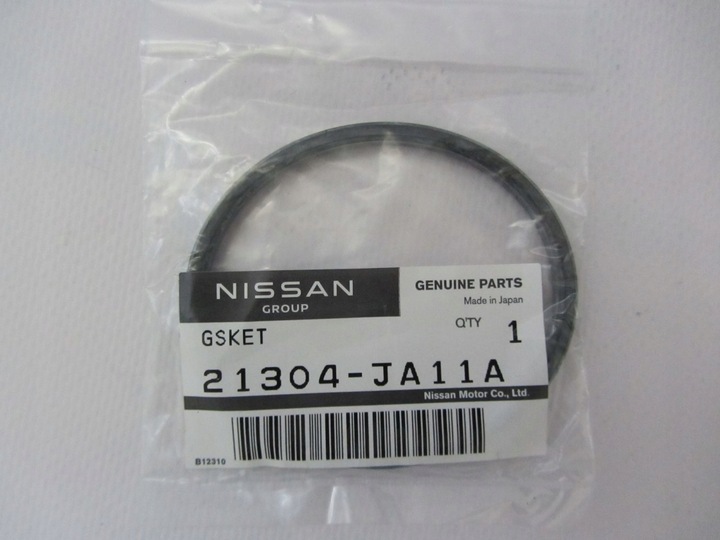 NISSAN
GROUP
GENUINE PARTS
Made in Japan
GSKET
Q'TY 1
21304-JA11A
Nissan Motor Co., Ltd.
B12310